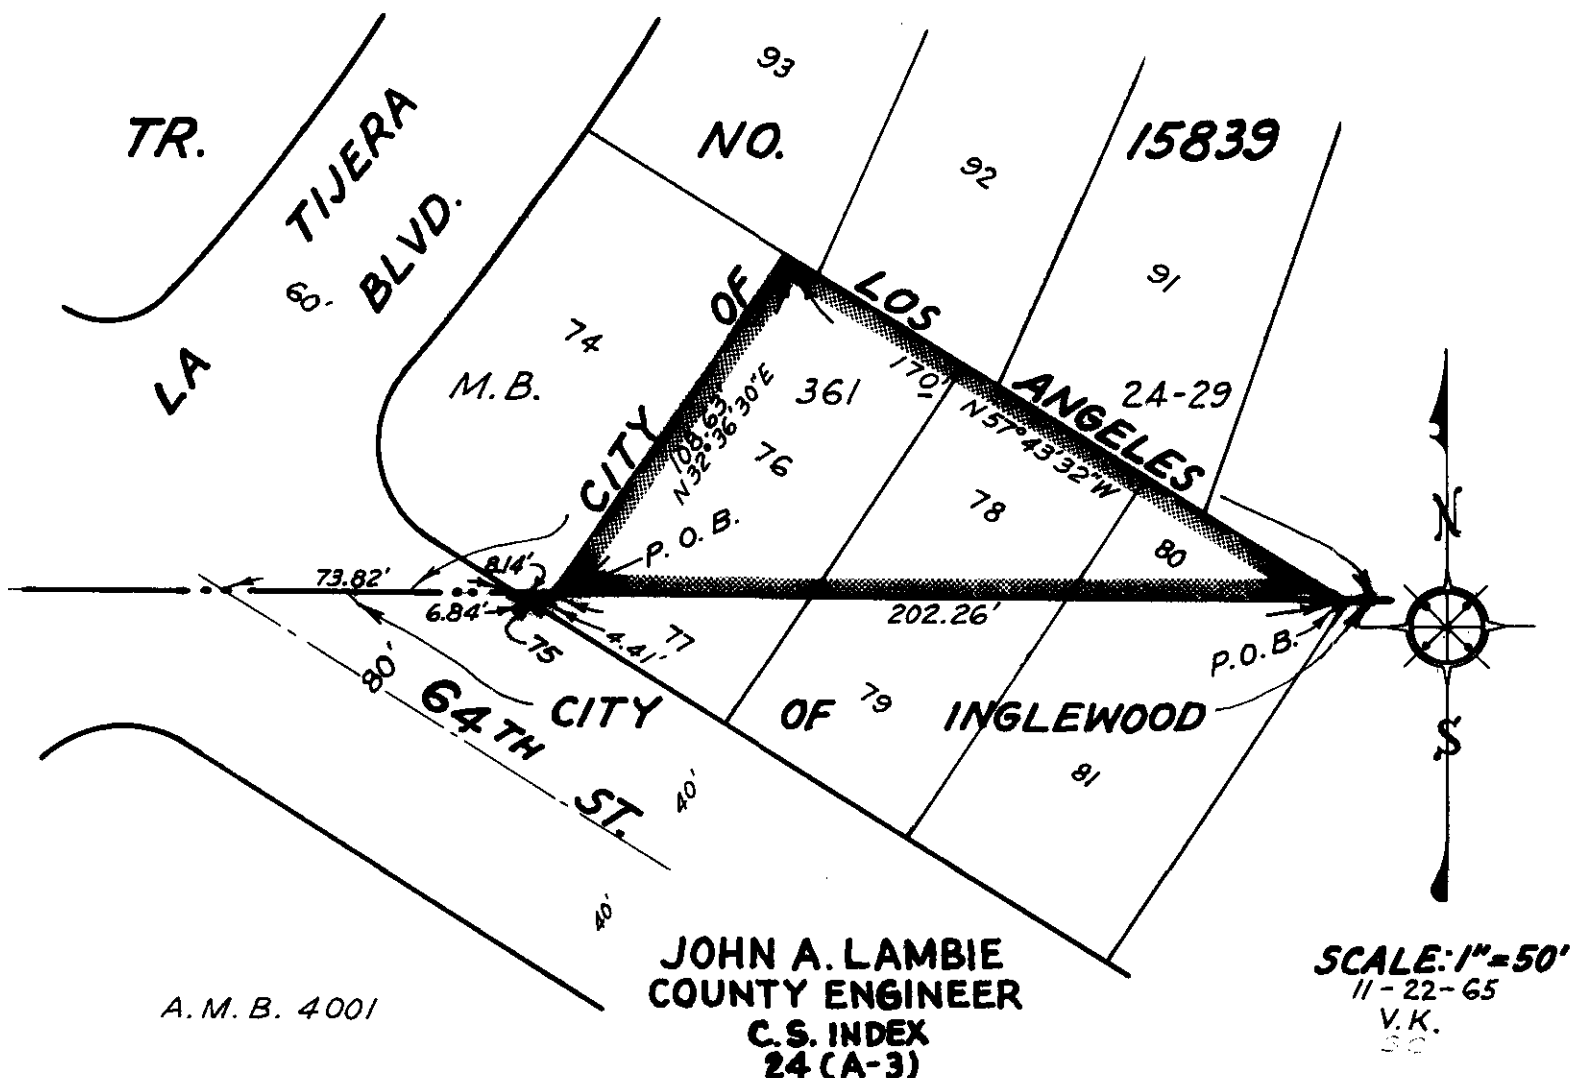 93
TR.
NO.
15839
TIJERA
92
BLVD.
60'
OF
LOS
91
74
LA
M.B.
170'
361
ANGELES
24-29
N 57° 43' 32" W
108.63'
N 32° 36' 30" E
CITY
76
78
P.O.B.
80
N
8.14'
73.82'
6.84'
202.26'
75
4.41'
77
P.O.B.
80'
64TH
ST.
CITY
OF
79
INGLEWOOD
S
81
40'
40'
JOHN A. LAMBIE
COUNTY ENGINEER
C.S. INDEX
24 (A-3)
A.M.B. 4001
SCALE: 1"=50'
11-22-65
V.K.